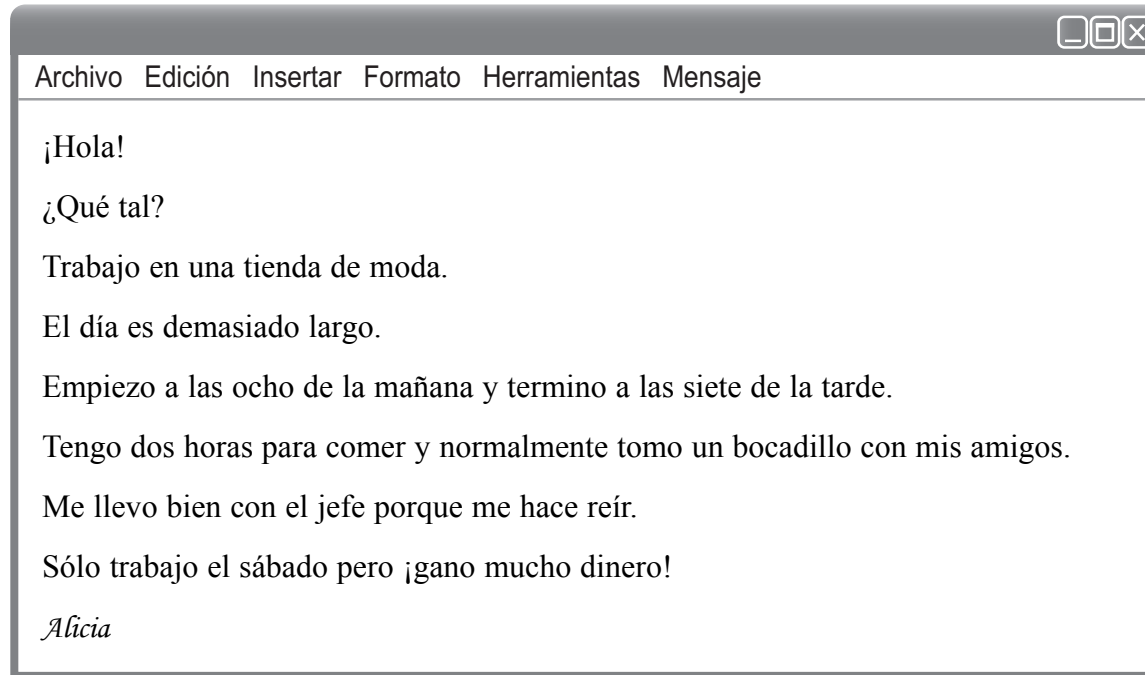 Archivo Edición Insertar Formato Herramientas Mensaje
¡Hola!
¿Qué tal?
Trabajo en una tienda de moda.
El día es demasiado largo.
Empiezo a las ocho de la mañana y termino a las siete de la tarde.
Tengo dos horas para comer y normalmente tomo un bocadillo con mis amigos.
Me llevo bien con el jefe porque me hace reír.
Sólo trabajo el sábado pero ¡gano mucho dinero!
Alicia